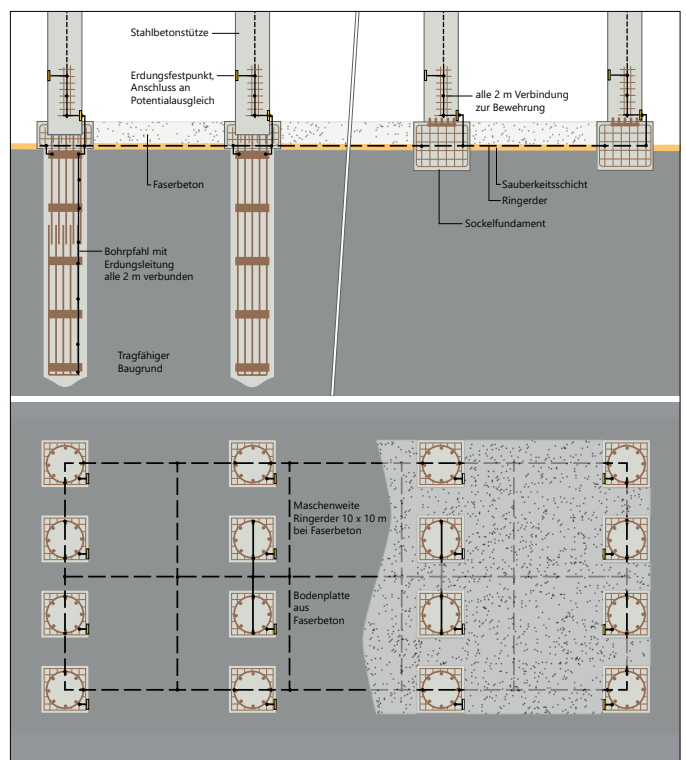 Stahlbetonstütze
Erdungsfestpunkt,
Anschluss an
Potentialausgleich
alle 2 m Verbindung
zur Bewehrung
Faserbeton
Sauberkeitsschicht
Ringerder
Sockelfundament
Bohrpfahl mit
Erdungsleitung
alle 2 m verbunden
Tragfähiger
Baugrund
Maschenweite
Ringerder 10 x 10 m
bei Faserbeton
Bodenplatte
aus
Faserbeton